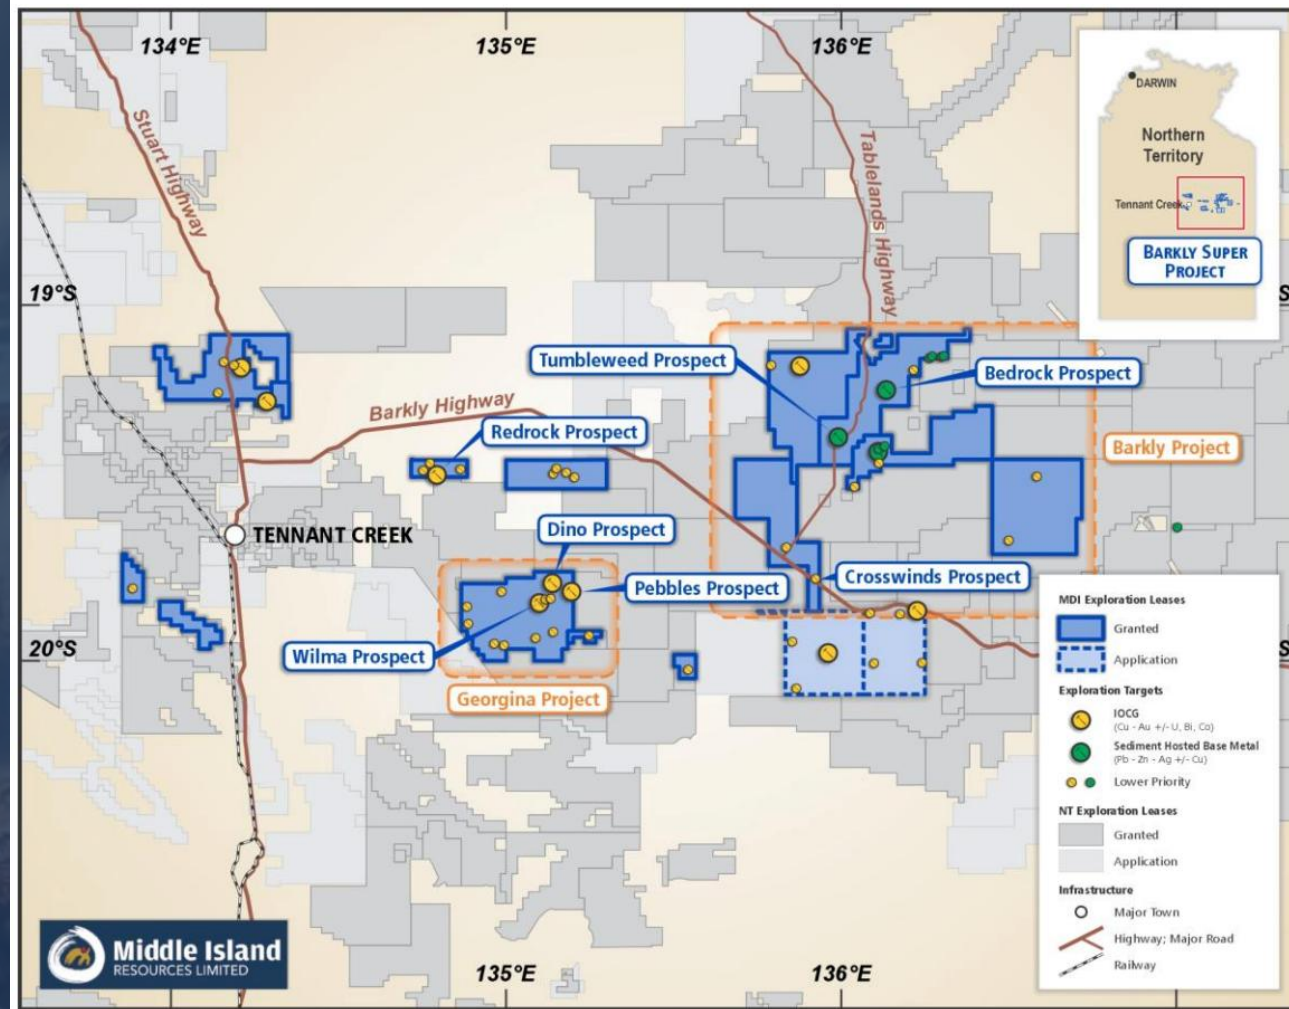 134°E
135°E
136°E
DARWIN
Northern
Territory
Tennant Creek
BARKLY SUPER
PROJECT
Stuart Highway
Tablelands Highway
19°S
S
Tumbleweed Prospect
Bedrock Prospect
Barkly Highway
Redrock Prospect
Barkly Project
TENNANT CREEK
Dino Prospect
Pebbles Prospect
Crosswinds Prospect
Wilma Prospect
20°S
S
Georgina Project
MDI Exploration Leases
Granted
Application
Exploration Targets
IOCG
(Cu - Au +/- U, Bi, Co)
Sediment Hosted Base Metal
(Pb - Zn - Ag +/- Cu)
Lower Priority
NT Exploration Leases
Granted
Application
Infrastructure
Major Town
Highway; Major Road
Railway
Middle Island
RESOURCES LIMITED
135°E
136°E